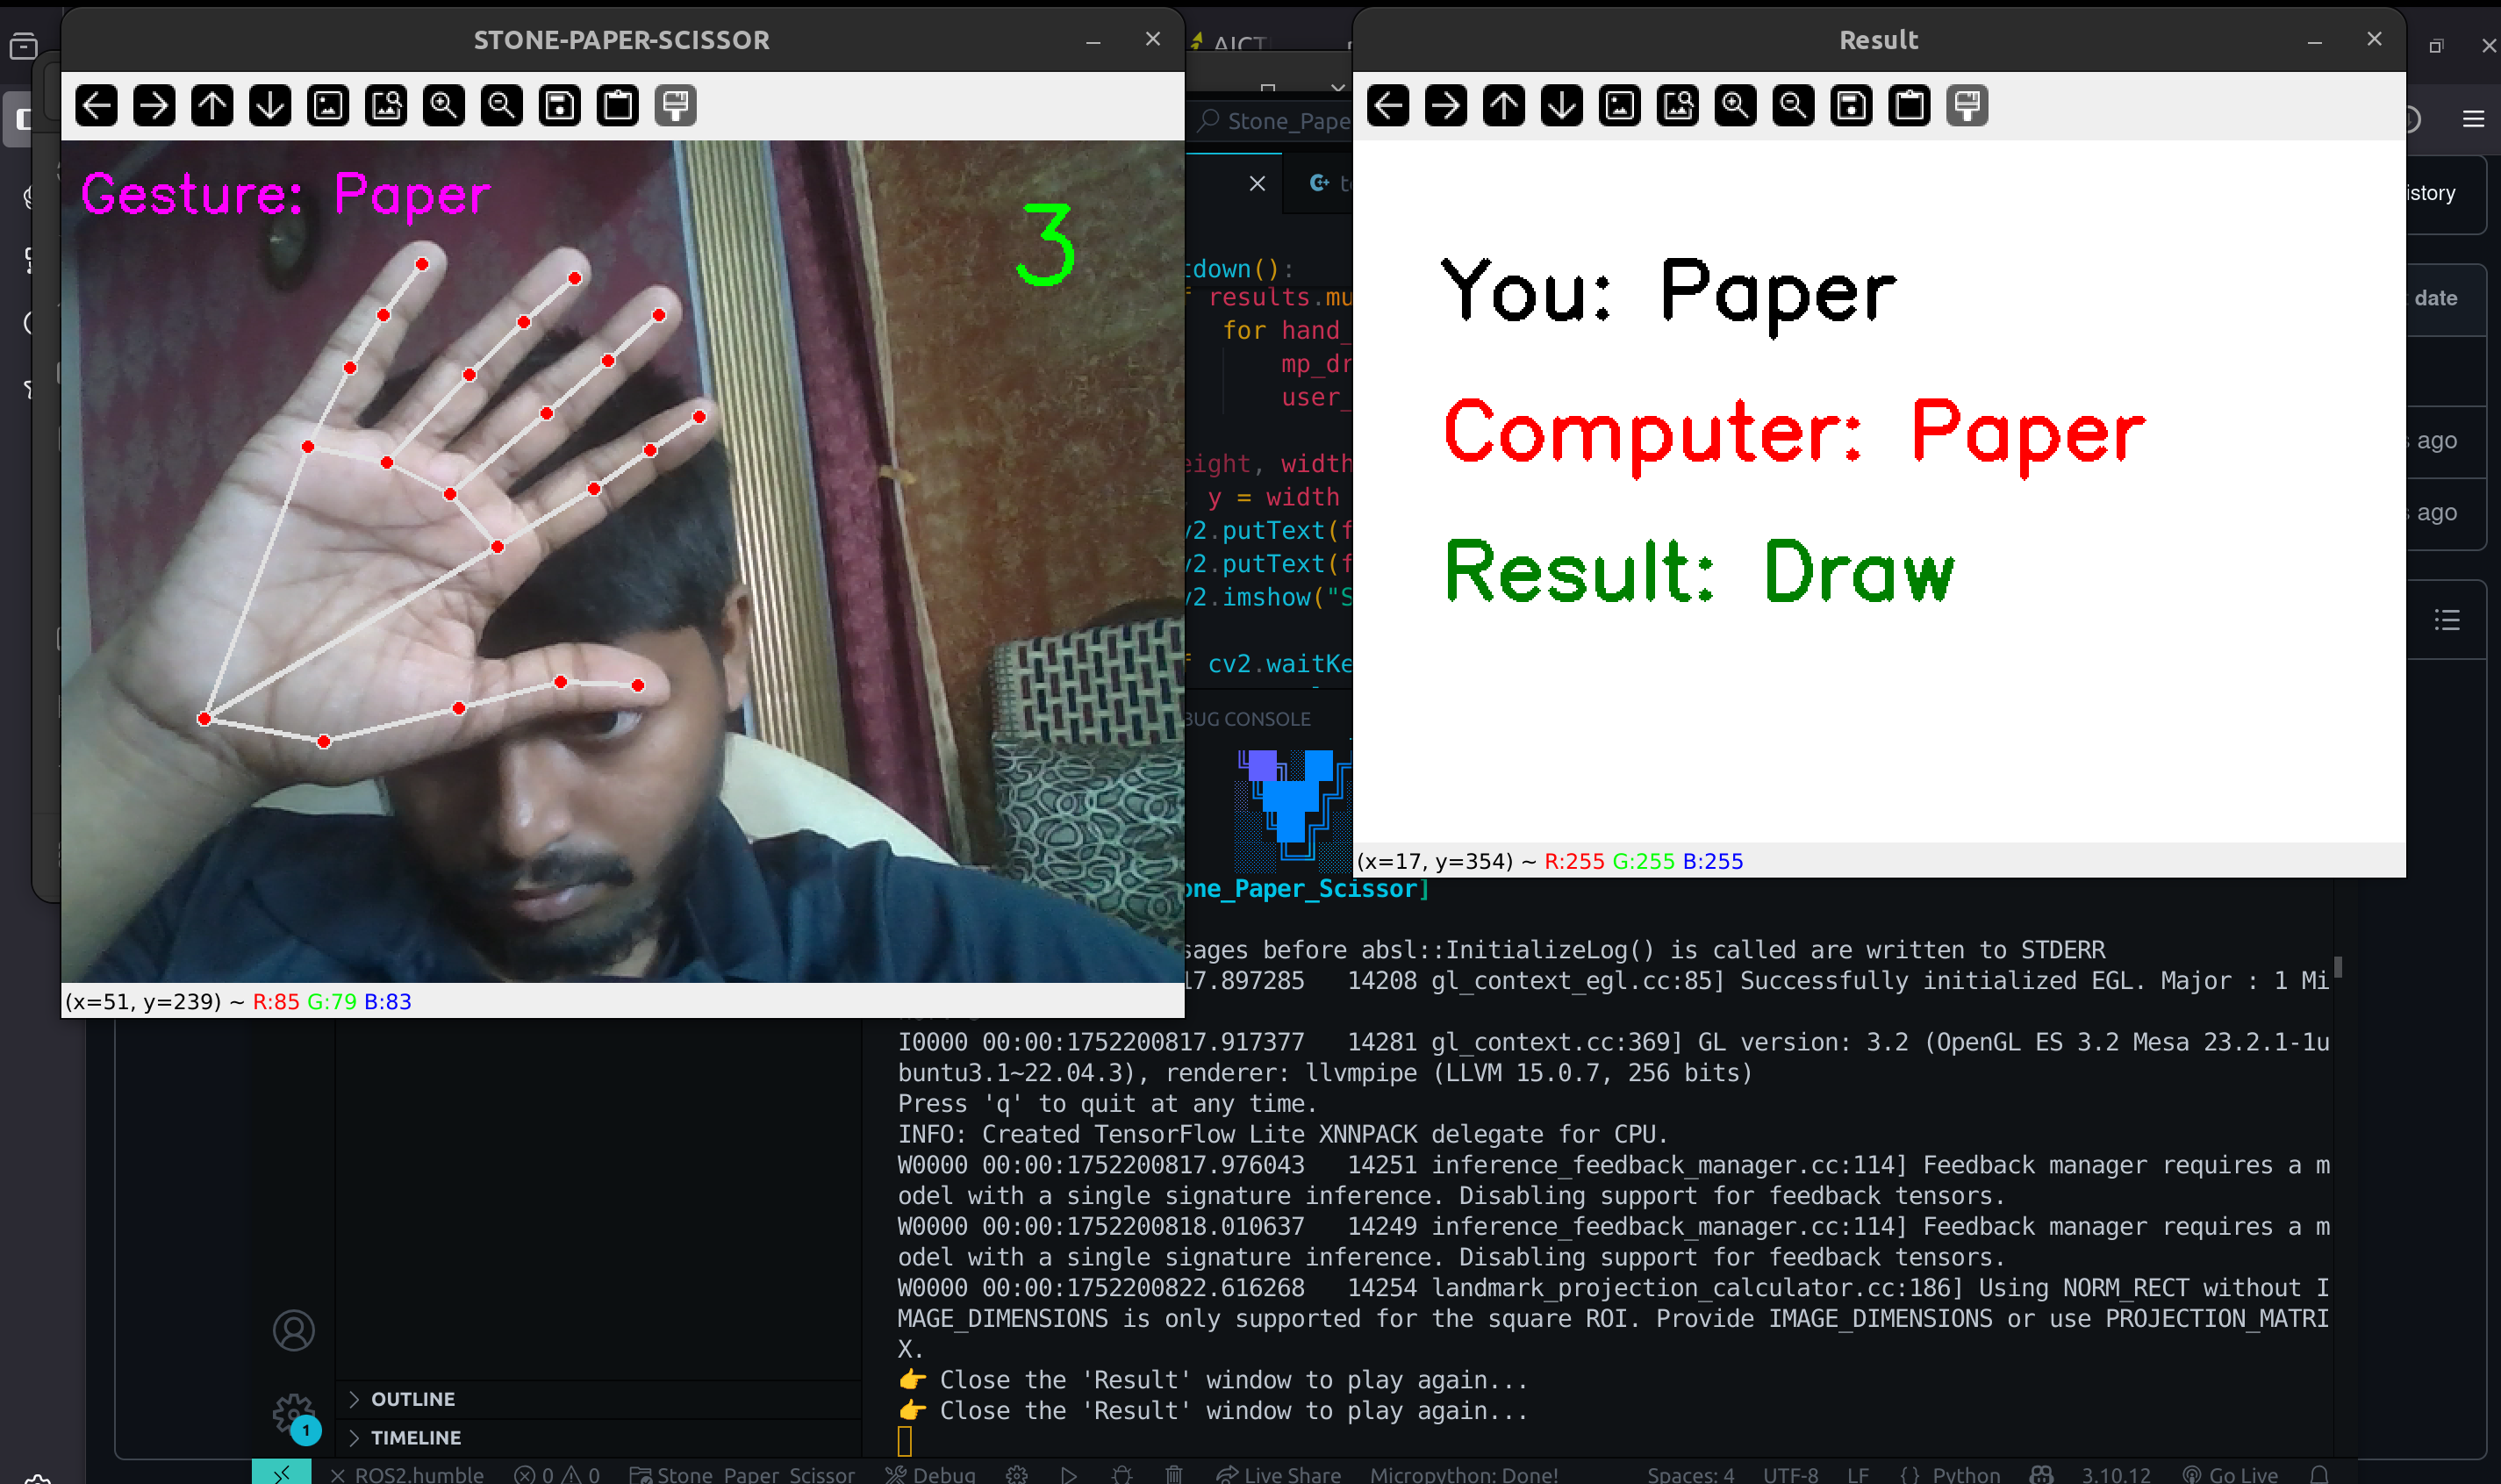 STONE-PAPER-SCISSOR
Gesture: Paper
3
(x=51, y=239) ~ R:85 G:79 B:83
AICT
Stone_Pape
tdown():
results.mu
for hand_
mp_dr
user_
eight, width
y = width
v2.putText(f
v2.putText(f
v2.imshow("S
cv2.waitKe
BUG CONSOLE
Result
You: Paper
Computer: Paper
Result: Draw
(x=17, y=354) ~ R:255 G:255 B:255
istory
date
ago
ago
one_Paper_Scissor]
sages before absl::InitializeLog() is called are written to STDERR
17.897285 14208 gl_context_egl.cc:85] Successfully initialized EGL. Major : 1 Mi
I0000 00:00:1752200817.917377 14281 gl_context.cc:369] GL version: 3.2 (OpenGL ES 3.2 Mesa 23.2.1-1u
buntu3.1~22.04.3), renderer: llvmpipe (LLVM 15.0.7, 256 bits)
Press 'q' to quit at any time.
INFO: Created TensorFlow Lite XNNPACK delegate for CPU.
W0000 00:00:1752200817.976043 14251 inference_feedback_manager.cc:114] Feedback manager requires a m
odel with a single signature inference. Disabling support for feedback tensors.
W0000 00:00:1752200818.010637 14249 inference_feedback_manager.cc:114] Feedback manager requires a m
odel with a single signature inference. Disabling support for feedback tensors.
W0000 00:00:1752200822.616268 14254 landmark_projection_calculator.cc:186] Using NORM_RECT without I
MAGE_DIMENSIONS is only supported for the square ROI. Provide IMAGE_DIMENSIONS or use PROJECTION_MATRI
X.
👉 Close the 'Result' window to play again...
👉 Close the 'Result' window to play again...
1
OUTLINE
TIMELINE
ROS2.humble 0 0 Stone_Paper_Scissor Debug Live Share Micropython: Done! Spaces: 4 UTF-8 LF {} Python 3.10.12 Go Live